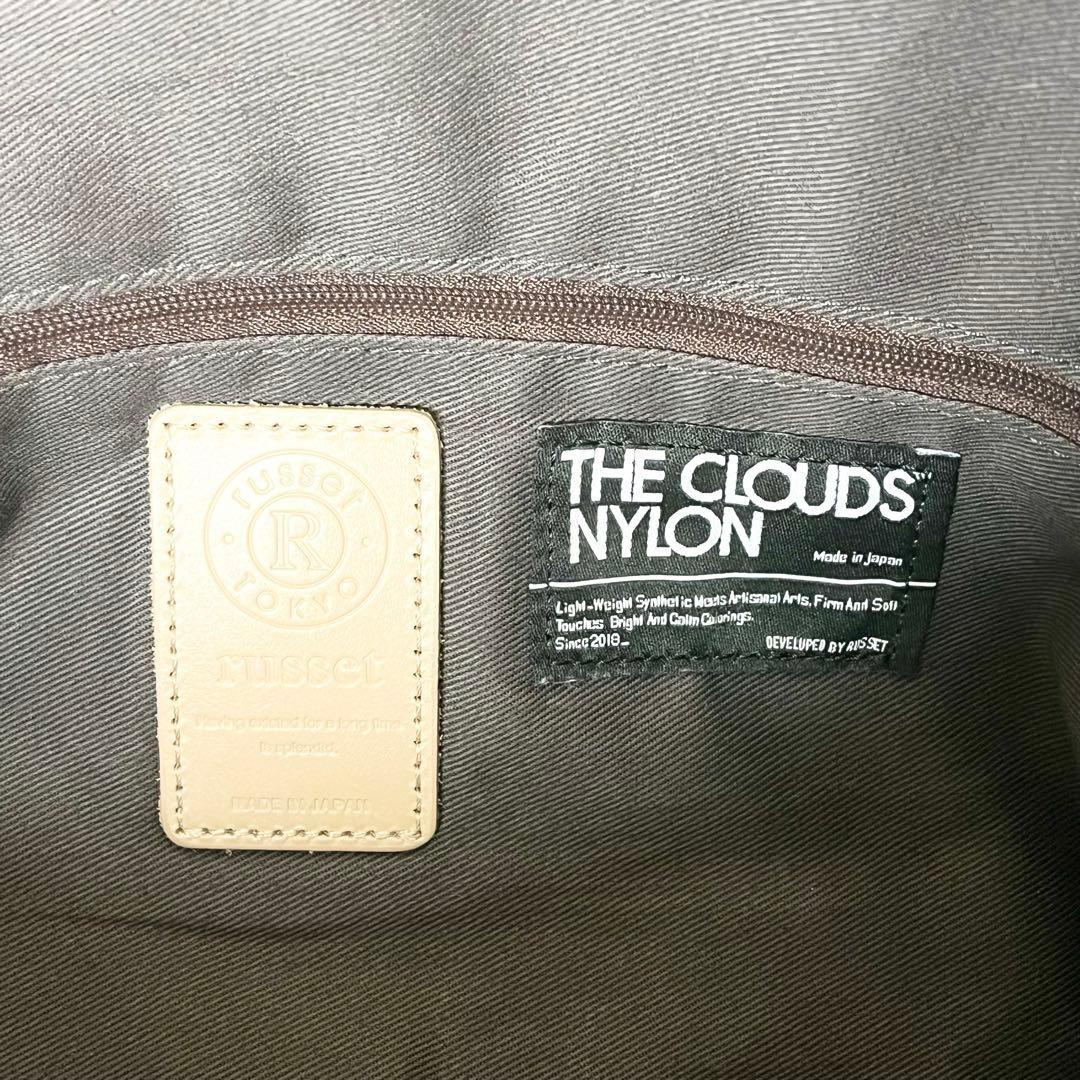 russet
R
TOKYO
russet
Having existed for a long time
is splendid.
MADE IN JAPAN
THE CLOUDS™
NYLON
Made in Japan
Light-Weight Synthetic Meets Artisanal Arts, Firm And Soft
Touches, Bright And Calm Colorings.
Since 2018_
DEVELUPED BY RUSSET